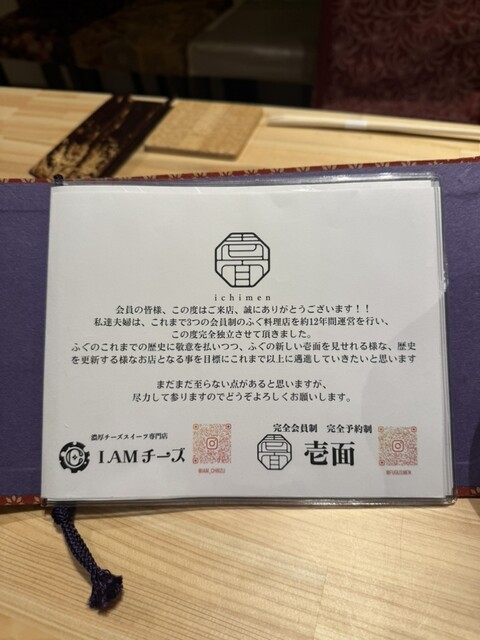 ichimen
会員の皆様、この度はご来店、誠にありがとうございます！！
私達夫婦は、これまで3つの会員制のふぐ料理店を約12年間運営を行い、
この度完全独立させて頂きました。
ふぐのこれまでの歴史に敬意を払いつつ、ふぐの新しい壱面を見せれる様な、歴史
を更新する様なお店となる事を目標にこれまで以上に邁進していきたいと思います
まだまだ至らない点があると思いますが、
尽力して参りますのでどうぞよろしくお願いします。
濃厚チーズスイーツ専門店
I AM チーズ
完全会員制 完全予約制
壱面